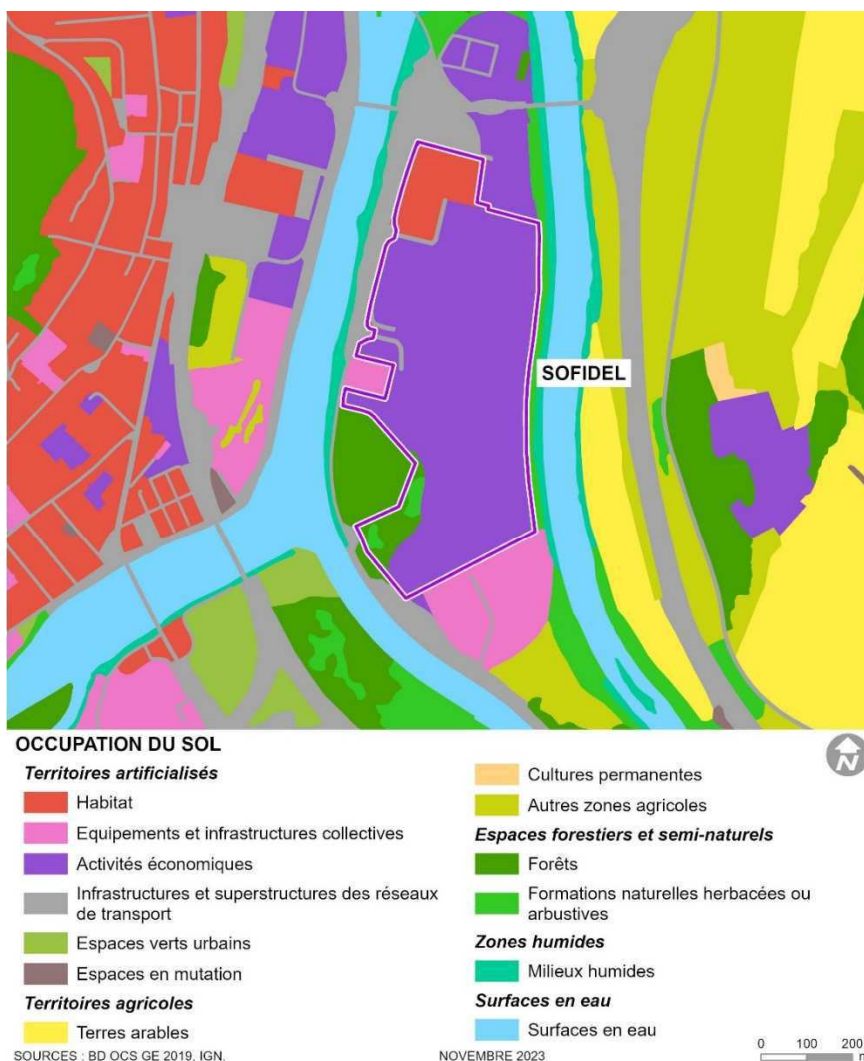 SOFIDEL
OCCUPATION DU SOL
Territoires artificialisés
Habitat
Equipements et infrastructures collectives
Activités économiques
Infrastructures et superstructures des réseaux
de transport
Espaces verts urbains
Espaces en mutation
Territoires agricoles
Terres arables
Cultures permanentes
Autres zones agricoles
Espaces forestiers et semi-naturels
Forêts
Formations naturelles herbacées ou
arbustives
Zones humides
Milieux humides
Surfaces en eau
Surfaces en eau
N
SOURCES : BD OCS GE 2019. IGN.
NOVEMBRE 2023
0 100 200
m